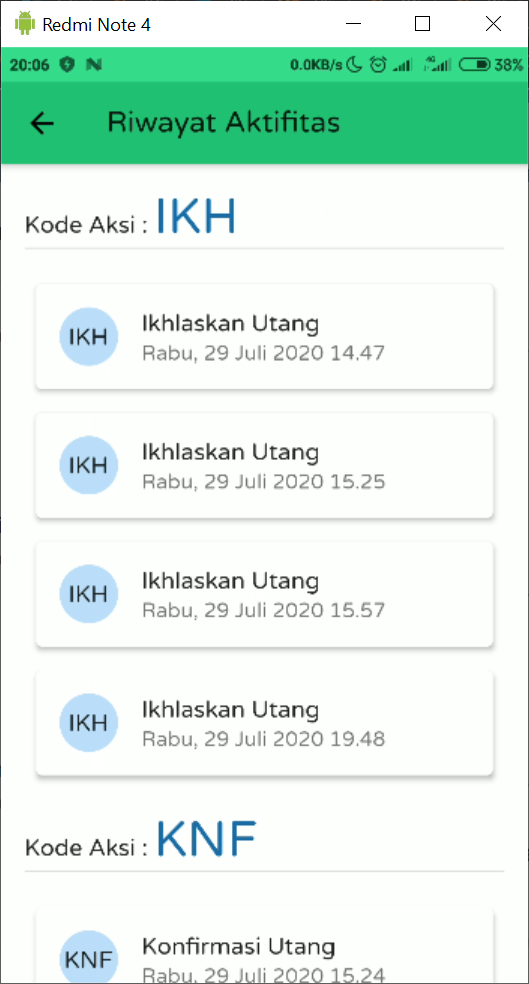 Redmi Note 4
20:06 0.0KB/s 4G 38%
Riwayat Aktifitas
Kode Aksi : IKH
IKH
Ikhlaskan Utang
Rabu, 29 Juli 2020 14.47
IKH
Ikhlaskan Utang
Rabu, 29 Juli 2020 15.25
IKH
Ikhlaskan Utang
Rabu, 29 Juli 2020 15.57
IKH
Ikhlaskan Utang
Rabu, 29 Juli 2020 19.48
Kode Aksi : KNF
KNF
Konfirmasi Utang
Rabu, 29 Juli 2020 15.24